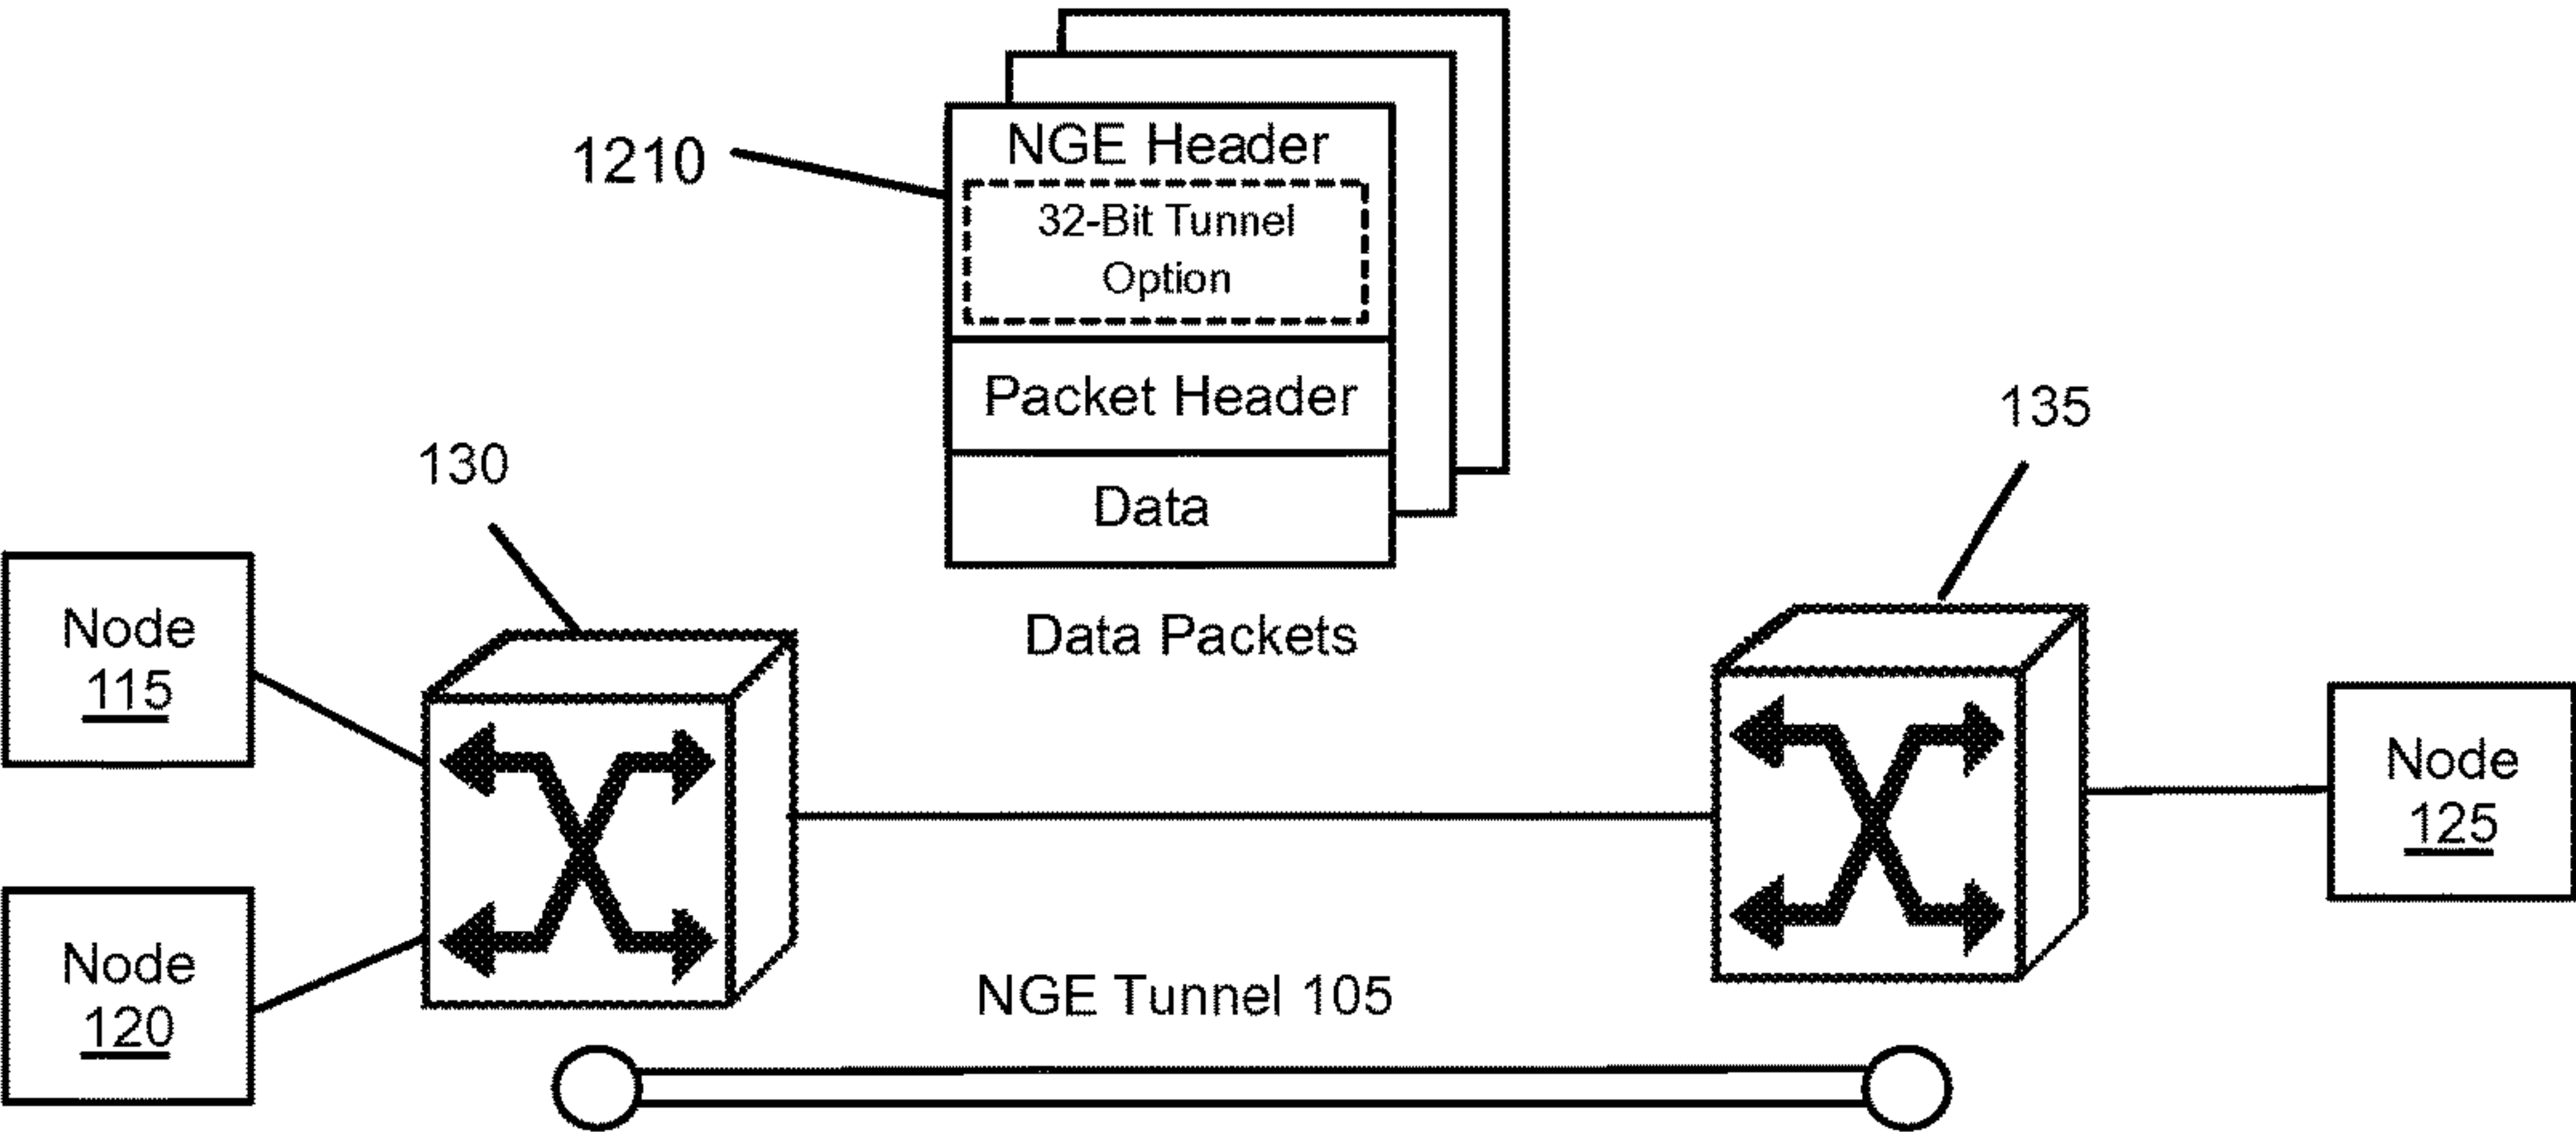 NGE Header
1210
32-Bit Tunnel
Option
Packet Header
Data
130
135
Data Packets
Node
115
Node
125
Node
120
NGE Tunnel 105